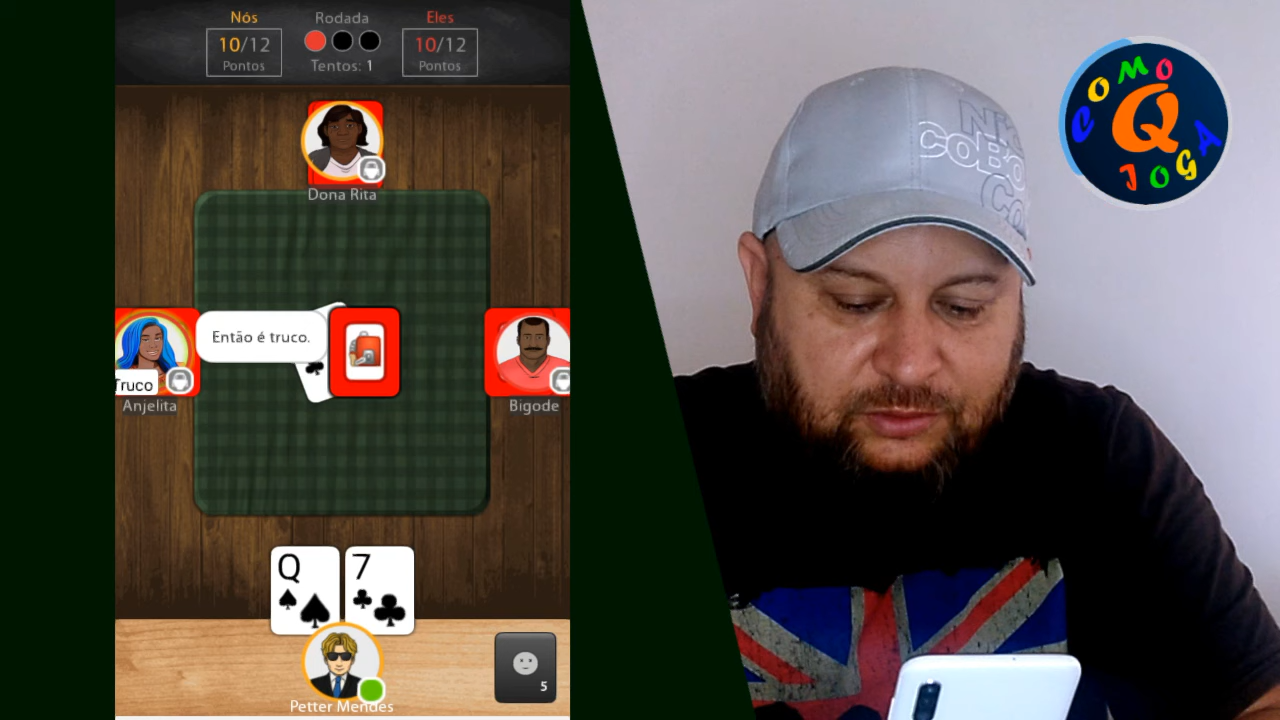 Nós
Rodada
Eles
10/12
10/12
Pontos
Tentos: 1
Pontos
Dona Rita
Então é truco.
Truco
Anjelita
Bigode
Q
7
5
Petter Mendes
COMO
Q
JOGA
COBO